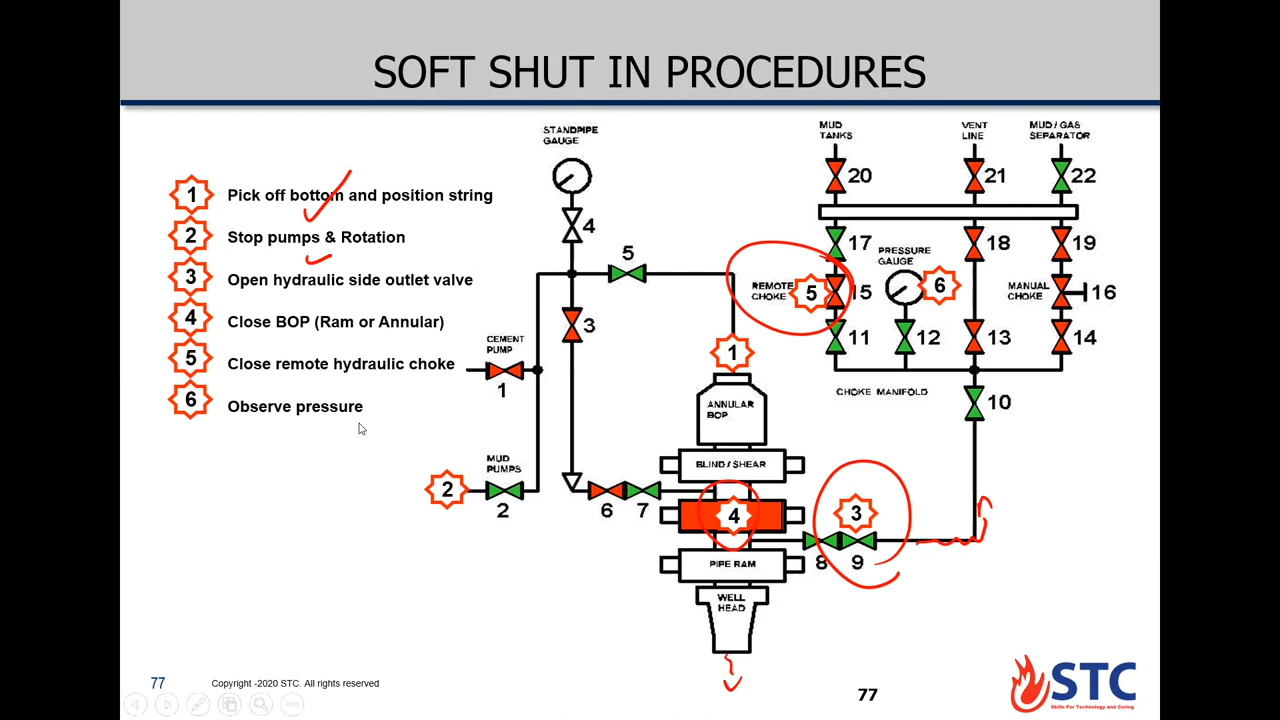 SOFT SHUT IN PROCEDURES
1 Pick off bottom and position string
2 Stop pumps & Rotation
3 Open hydraulic side outlet valve
4 Close BOP (Ram or Annular)
5 Close remote hydraulic choke
6 Observe pressure
STANDPIPE
GAUGE
4
5
3
CEMENT
PUMP
1
MUD
PUMPS
2
2
6
7
1
ANNULAR
BOP
BLIND / SHEAR
4
PIPE RAM
WELL
HEAD
3
8
9
MUD
TANKS
VENT
LINE
MUD / GAS
SEPARATOR
20
21
22
17
PRESSURE
GAUGE
18
19
REMOTE
CHOKE
5
15
6
MANUAL
CHOKE
16
11
12
13
14
CHOKE MANIFOLD
10
77
Copyright -2020 STC. All rights reserved
77
STC
Skills For Technology and Coring